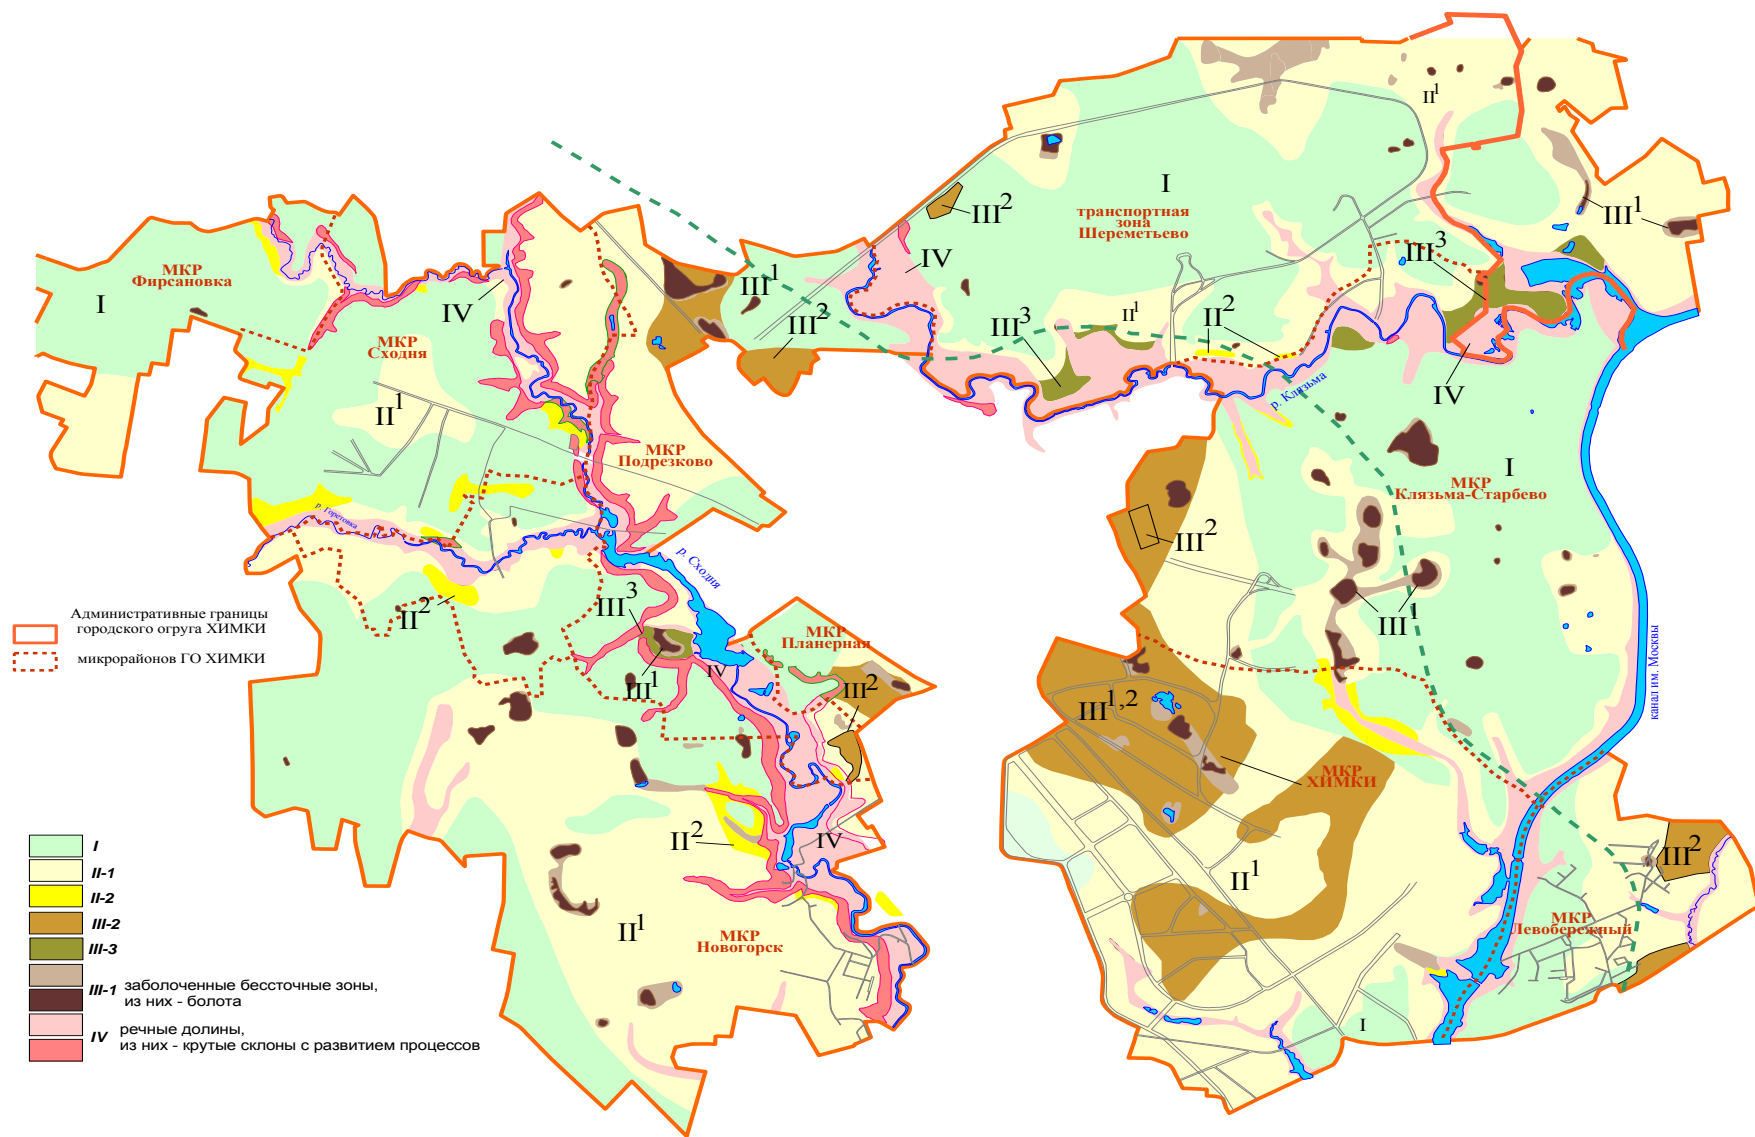 II¹
I
III²
транспортная
зона
Шереметьево
III¹
МКР
Фирсановка
I
IV
III³
III¹
IV
III²
III³
II¹
II²
МКР
Сходня
II¹
IV
р. Клязьма
МКР
Подрезково
I
МКР
Клязьма-Старбево
р. Горетовка
III²
р. Сходня
II²
III³
III¹
Административные границы
городского огруга ХИМКИ
микрорайонов ГО ХИМКИ
МКР
Планерная
IV
III¹
III²
III1,2
канал им. Москвы
МКР
ХИМКИ
II²
IV
II¹
III²
I
II-1
II-2
III-2
III-3
III-1 заболоченные бессточные зоны,
из них - болота
IV речные долины,
из них - крутые склоны с развитием процессов
II¹
МКР
Новогорск
МКР
Левобережный
I